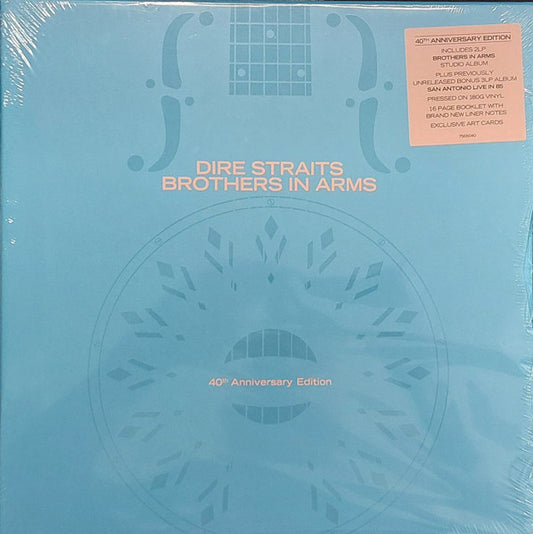 40TH ANNIVERSARY EDITION
INCLUDES 2LP
BROTHERS IN ARMS
STUDIO ALBUM
PLUS PREVIOUSLY
UNRELEASED BONUS 3LP ALBUM
SAN ANTONIO LIVE IN 85
PRESSED ON 180G VINYL
16 PAGE BOOKLET WITH
BRAND NEW LINER NOTES
EXCLUSIVE ART CARDS
DIRE STRAITS
BROTHERS IN ARMS
40th Anniversary Edition